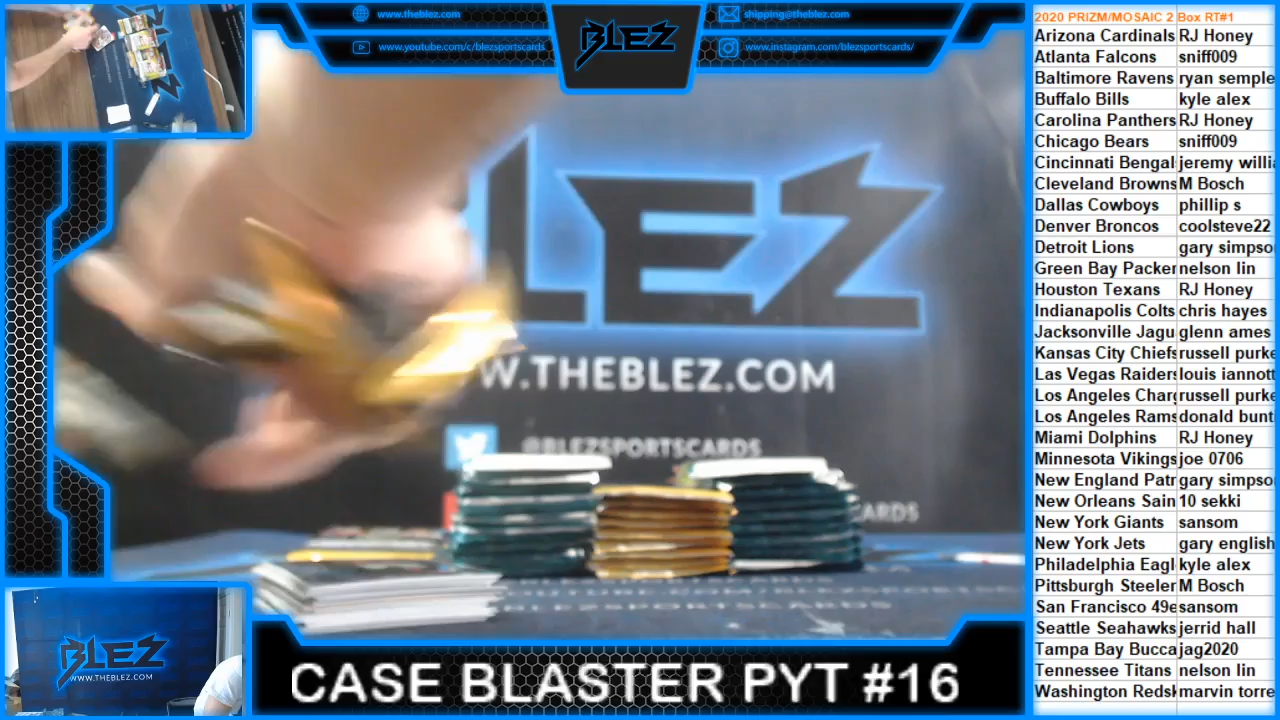 www.theblez.com
shipping@theblez.com
www.youtube.com/c/blezsportscards
www.instagram.com/blezsportscards/
BLEZ
LEZ
W.THEBLEZ.COM
@BLEZSPORTSCARDS
CARDS
BLEZ
WWW.THEBLEZ.COM
CASE BLASTER PYT #16
2020 PRIZM/MOSAIC 2 Box RT#1
Arizona Cardinals RJ Honey
Atlanta Falcons sniff009
Baltimore Ravens ryan semple
Buffalo Bills kyle alex
Carolina Panthers RJ Honey
Chicago Bears sniff009
Cincinnati Bengal jeremy willia
Cleveland Browns M Bosch
Dallas Cowboys phillip s
Denver Broncos coolsteve22
Detroit Lions gary simpso
Green Bay Packer nelson lin
Houston Texans RJ Honey
Indianapolis Colts chris hayes
Jacksonville Jagu glenn ames
Kansas City Chiefs russell purke
Las Vegas Raiders louis iannott
Los Angeles Charg russell purke
Los Angeles Rams donald bunt
Miami Dolphins RJ Honey
Minnesota Vikings joe 0706
New England Patr gary simpso
New Orleans Sain 10 sekki
New York Giants sansom
New York Jets gary english
Philadelphia Eagl kyle alex
Pittsburgh Steeler M Bosch
San Francisco 49e sansom
Seattle Seahawks jerrid hall
Tampa Bay Bucca jag2020
Tennessee Titans nelson lin
Washington Redsk marvin torre